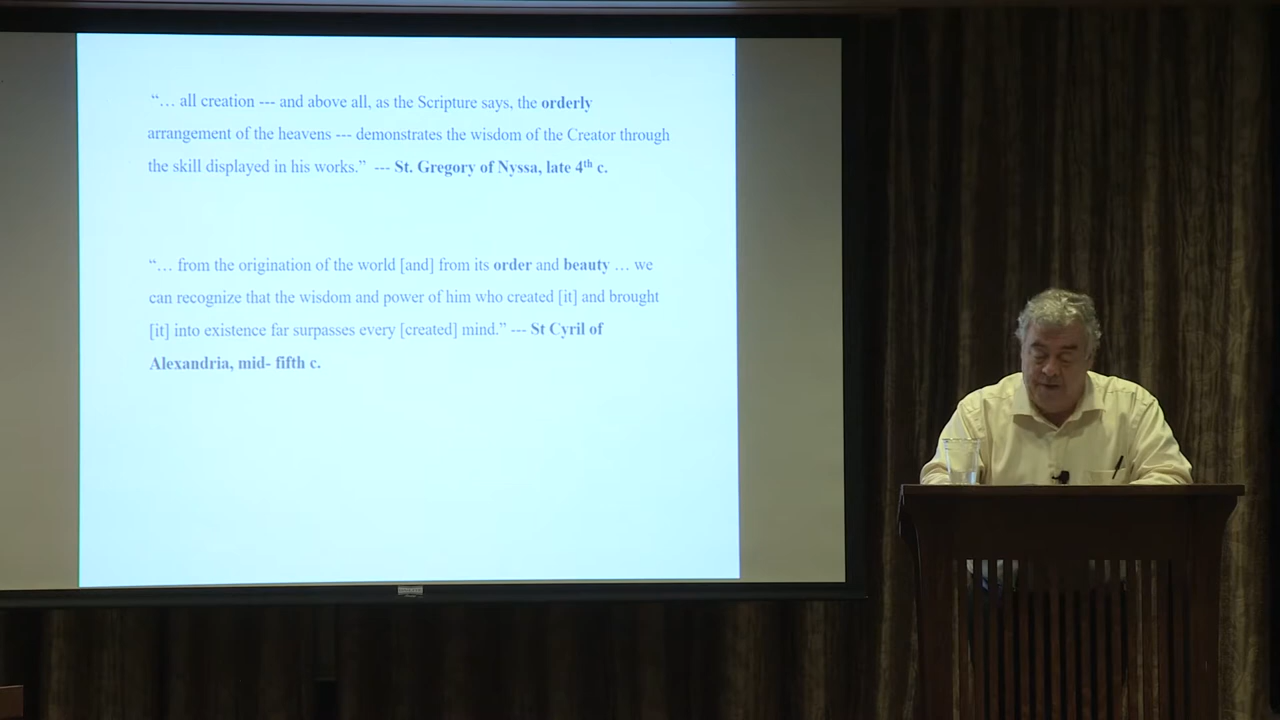 “… all creation --- and above all, as the Scripture says, the orderly
arrangement of the heavens --- demonstrates the wisdom of the Creator through
the skill displayed in his works.” --- St. Gregory of Nyssa, late 4th c.
“… from the origination of the world [and] from its order and beauty … we
can recognize that the wisdom and power of him who created [it] and brought
[it] into existence far surpasses every [created] mind.” --- St Cyril of
Alexandria, mid- fifth c.